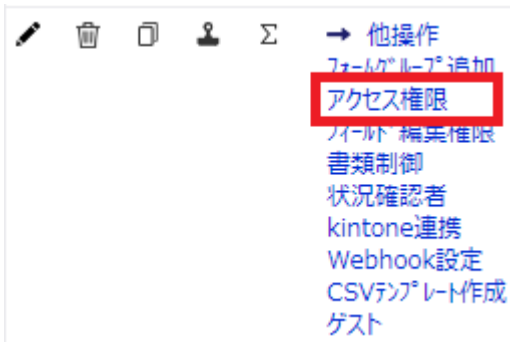 Σ → 他操作
ﾌｫｰﾑｸﾞﾙｰﾌﾟ追加
アクセス権限
ﾌｨｰﾙﾄﾞ編集権限
書類制御
状況確認者
kintone連携
Webhook設定
CSVﾃﾝﾌﾟﾚｰﾄ作成
ゲスト